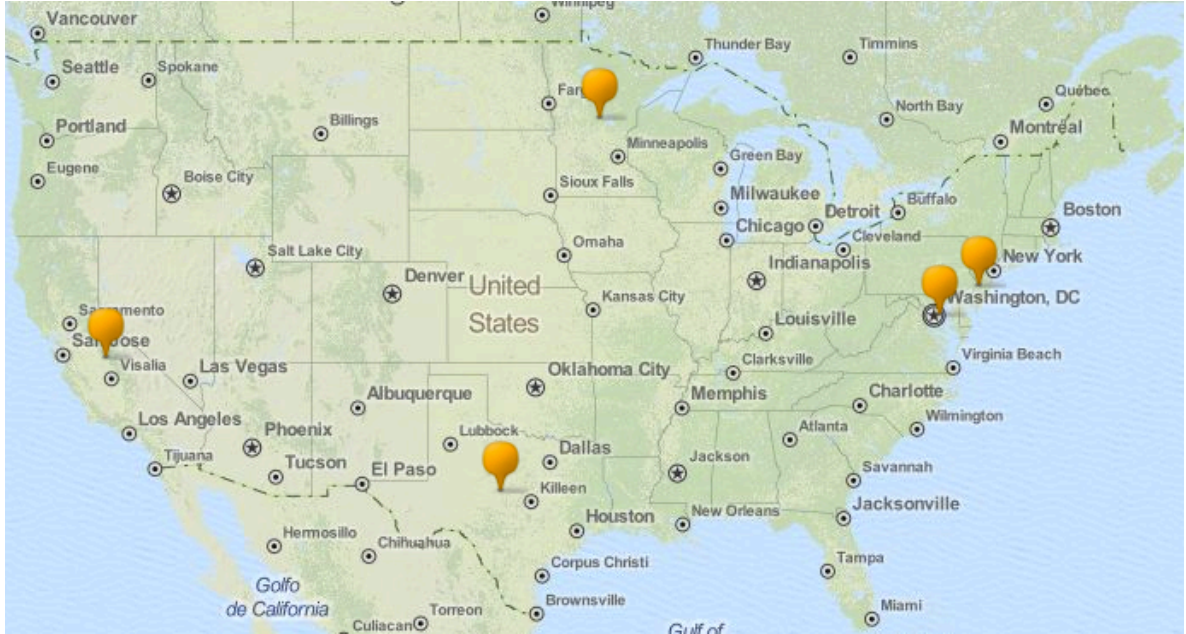 Winnipeg
Vancouver
Thunder Bay
Timmins
Seattle
Spokane
Québec
North Bay
Portland
Billings
Montréal
Minneapolis
Green Bay
Eugene
Boise City
Sioux Falls
Milwaukee
Buffalo
Detroit
Boston
Chicago
Cleveland
Omaha
Salt Lake City
Indianapolis
New York
Denver
United
States
Washington, DC
Kansas City
Louisville
Visalia
Las Vegas
Clarksville
Virginia Beach
Oklahoma City
Albuquerque
Memphis
Charlotte
Los Angeles
Wilmington
Phoenix
Lubbock
Atlanta
Dallas
Tijuana
Tucson
El Paso
Jackson
Savannah
Killeen
Jacksonville
Houston
New Orleans
Hermosillo
Chihuahua
Corpus Christi
Tampa
Golfo
de California
Brownsville
Torreon
Miami
Culiacan
Gulf of